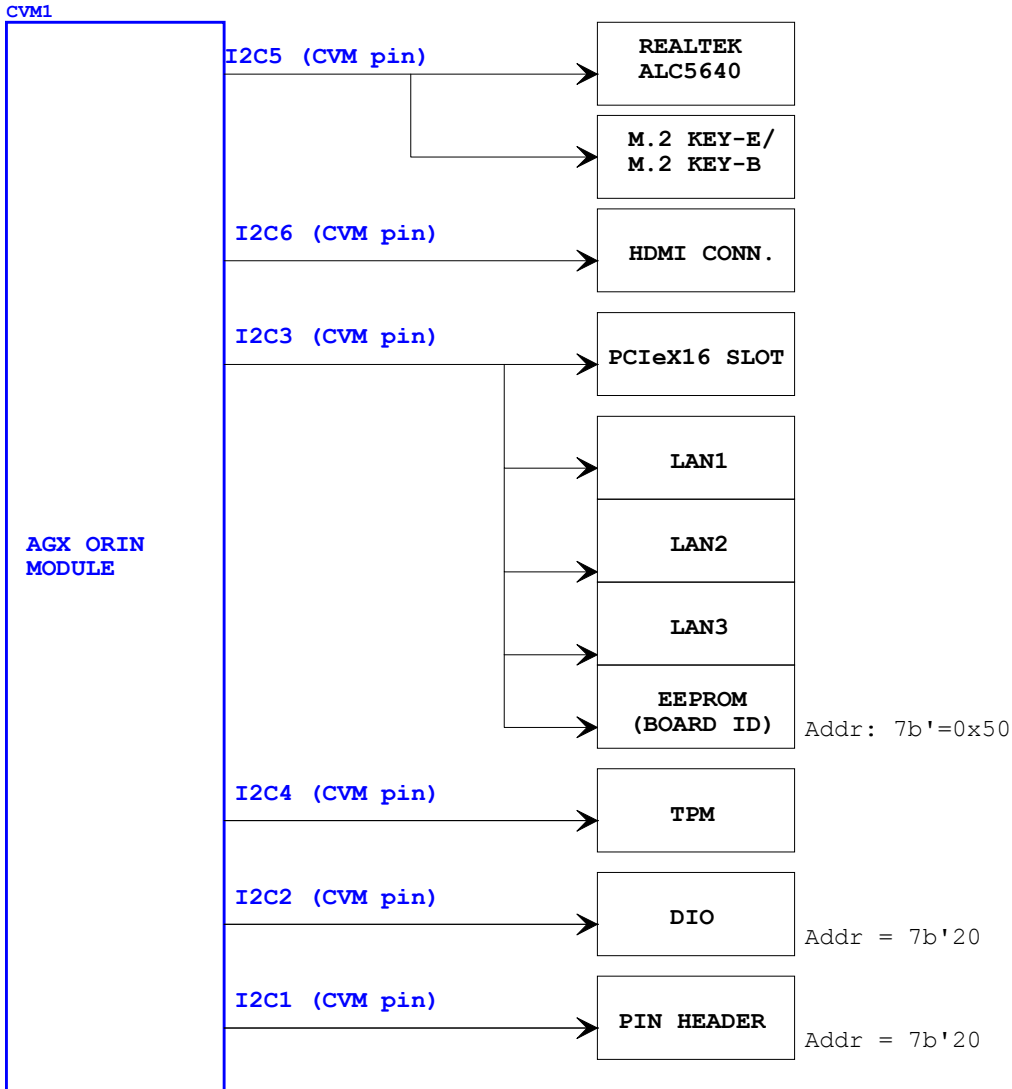 CVM1
I2C5 (CVM pin)
REALTEK
ALC5640
M.2 KEY-E/
M.2 KEY-B
I2C6 (CVM pin)
HDMI CONN.
I2C3 (CVM pin)
PCIeX16 SLOT
LAN1
AGX ORIN
MODULE
LAN2
LAN3
EEPROM
(BOARD ID)
Addr: 7b'=0x50
I2C4 (CVM pin)
TPM
I2C2 (CVM pin)
DIO
Addr = 7b'20
I2C1 (CVM pin)
PIN HEADER
Addr = 7b'20